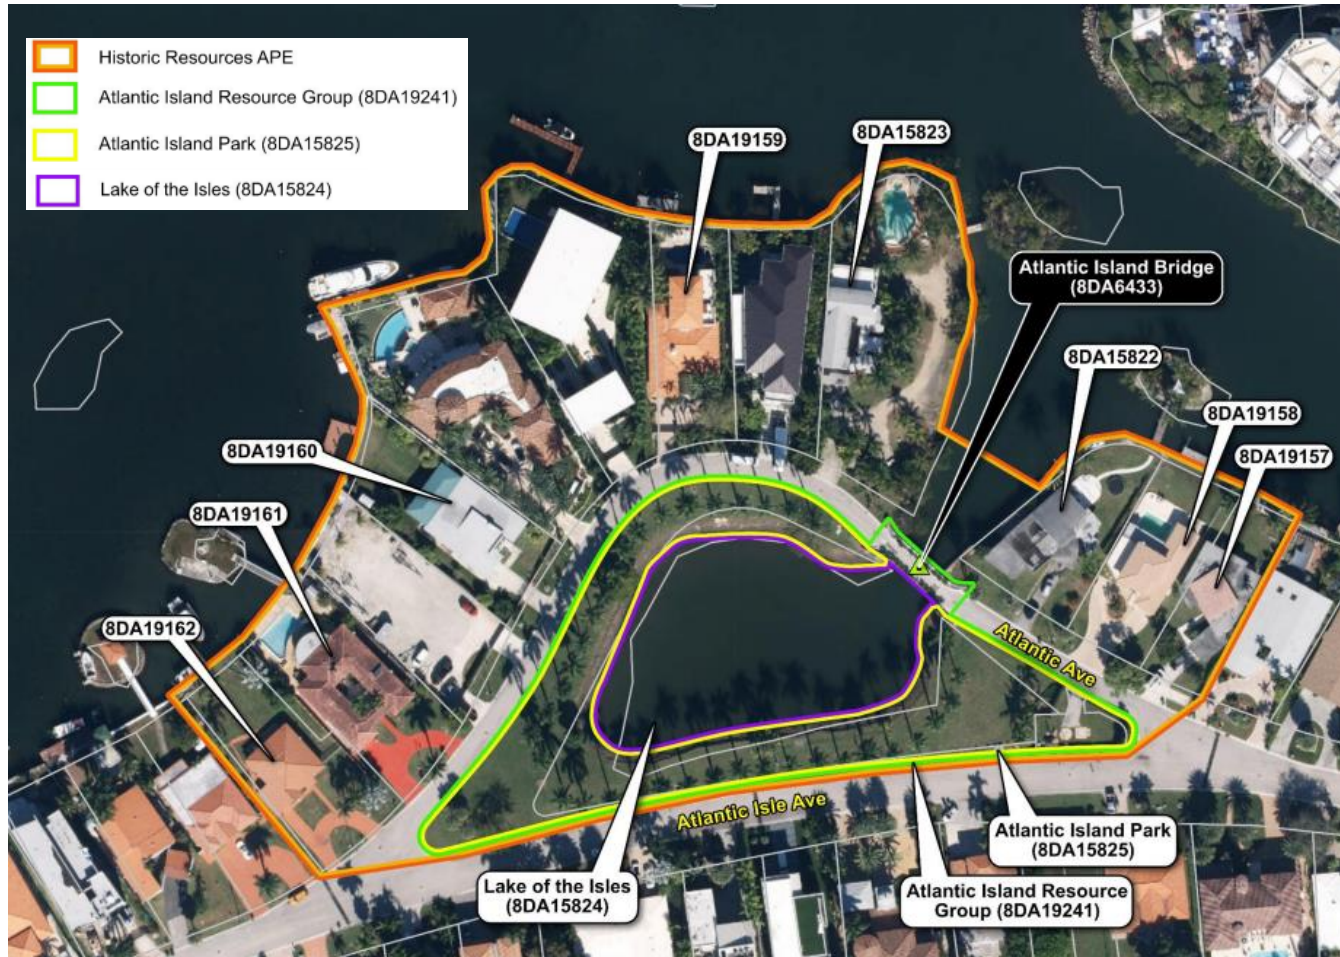 Historic Resources APE
Atlantic Island Resource Group (8DA19241)
Atlantic Island Park (8DA15825)
Lake of the Isles (8DA15824)
8DA19159
8DA15823
Atlantic Island Bridge
(8DA6433)
8DA15822
8DA19158
8DA19157
8DA19160
8DA19161
8DA19162
Atlantic Ave
Atlantic Isle Ave
Atlantic Island Park
(8DA15825)
Lake of the Isles
(8DA15824)
Atlantic Island Resource
Group (8DA19241)